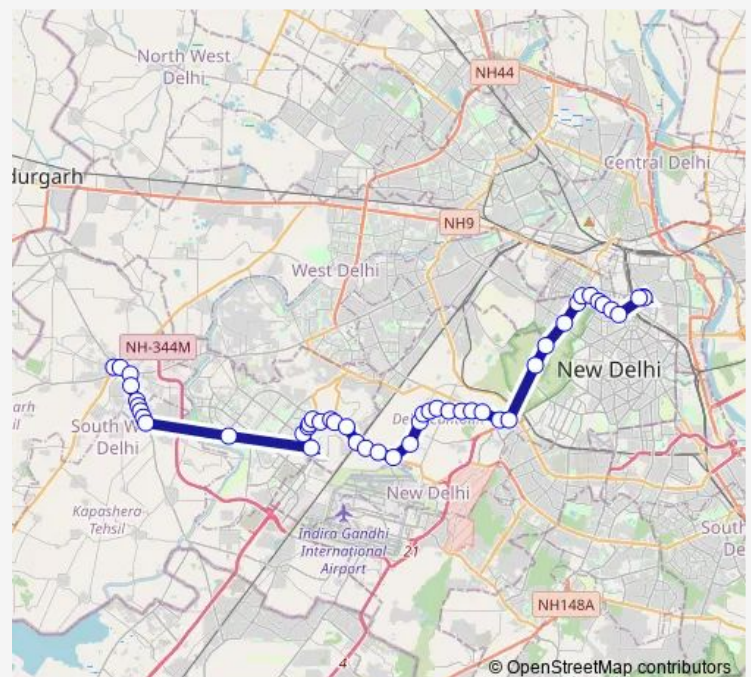 NH44
North West
Delhi
Central Delhi
durgarh
NH9
West Delhi
NH-344M
New Delhi
South W
Delhi
New Delhi
Kapashera
Tehsil
Indira Gandhi
International
Airport
21
South
De
NH148A
4
© OpenStreetMap contributors